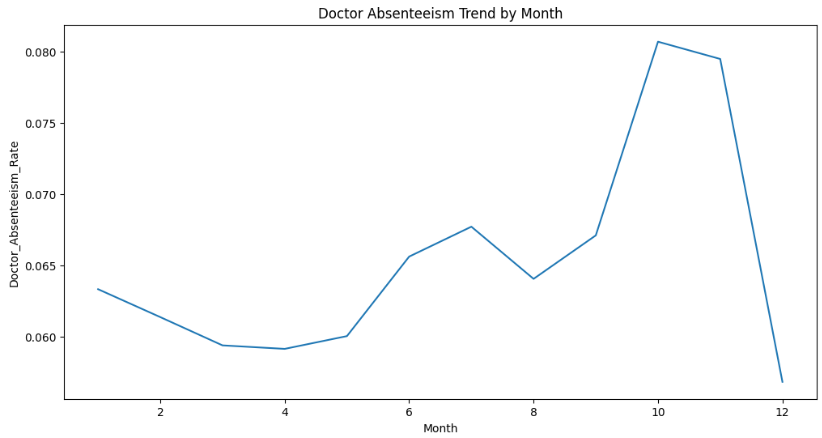 Doctor Absenteeism Trend by Month
Doctor_Absenteeism_Rate
0.080
0.075
0.070
0.065
0.060
2 4 6 8 10 12
Month